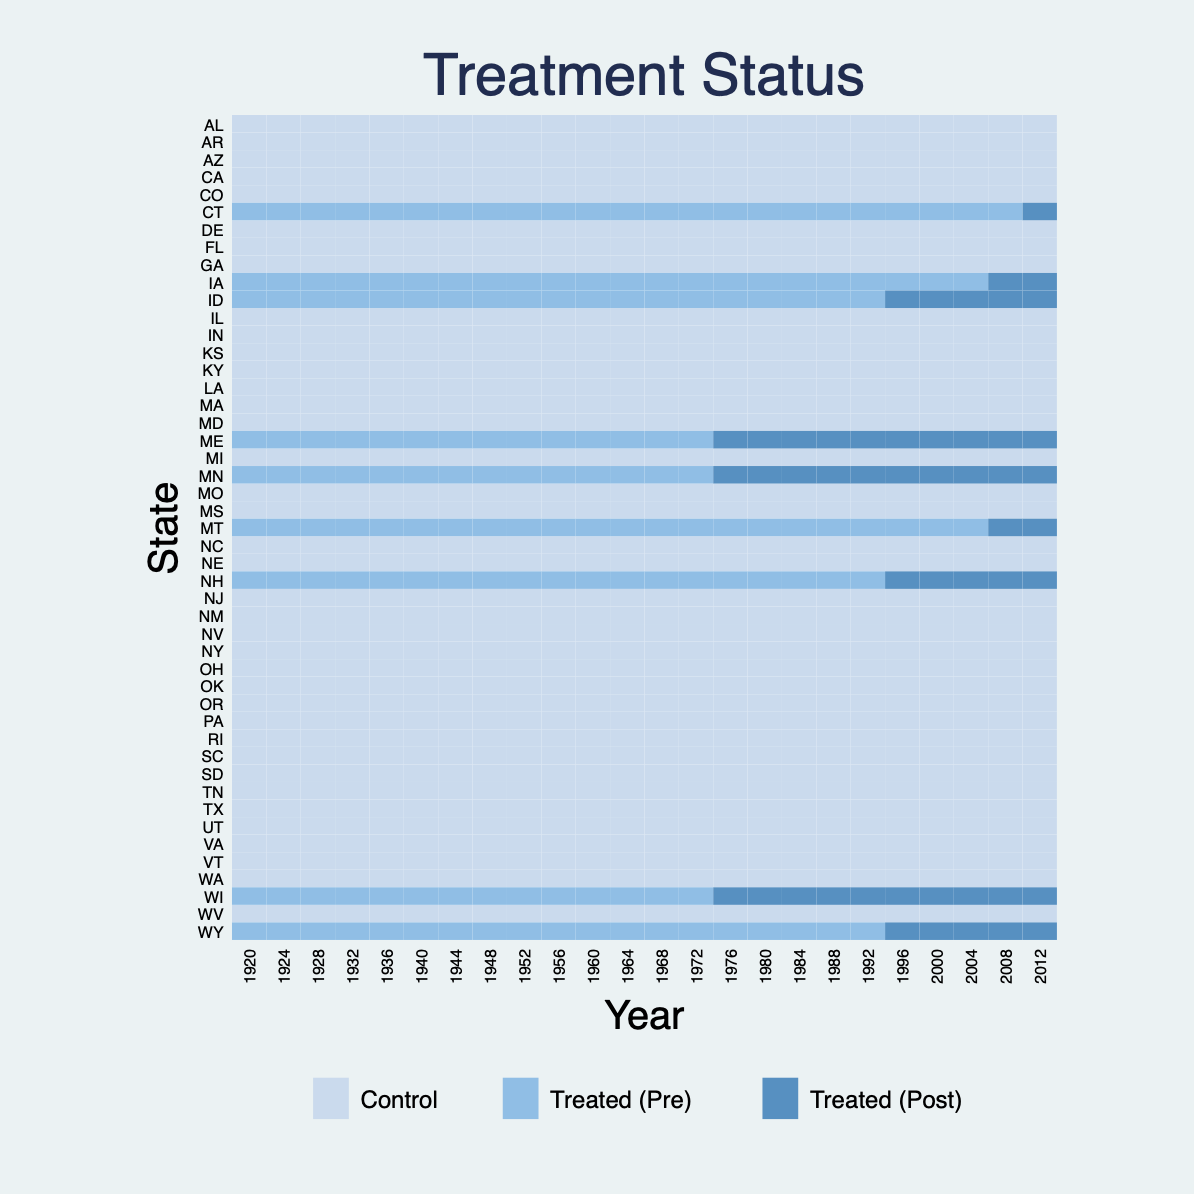 Treatment Status
AL
AR
AZ
CA
CO
CT
DE
FL
GA
IA
ID
IL
IN
KS
KY
LA
MA
MD
ME
MI
MN
MO
MS
MT
NC
NE
NH
NJ
NM
NV
NY
OH
OK
OR
PA
RI
SC
SD
TN
TX
UT
VA
VT
WA
WI
WV
WY
State
1920 1924 1928 1932 1936 1940 1944 1948 1952 1956 1960 1964 1968 1972 1976 1980 1984 1988 1992 1996 2000 2004 2008 2012
Year
Control Treated (Pre) Treated (Post)